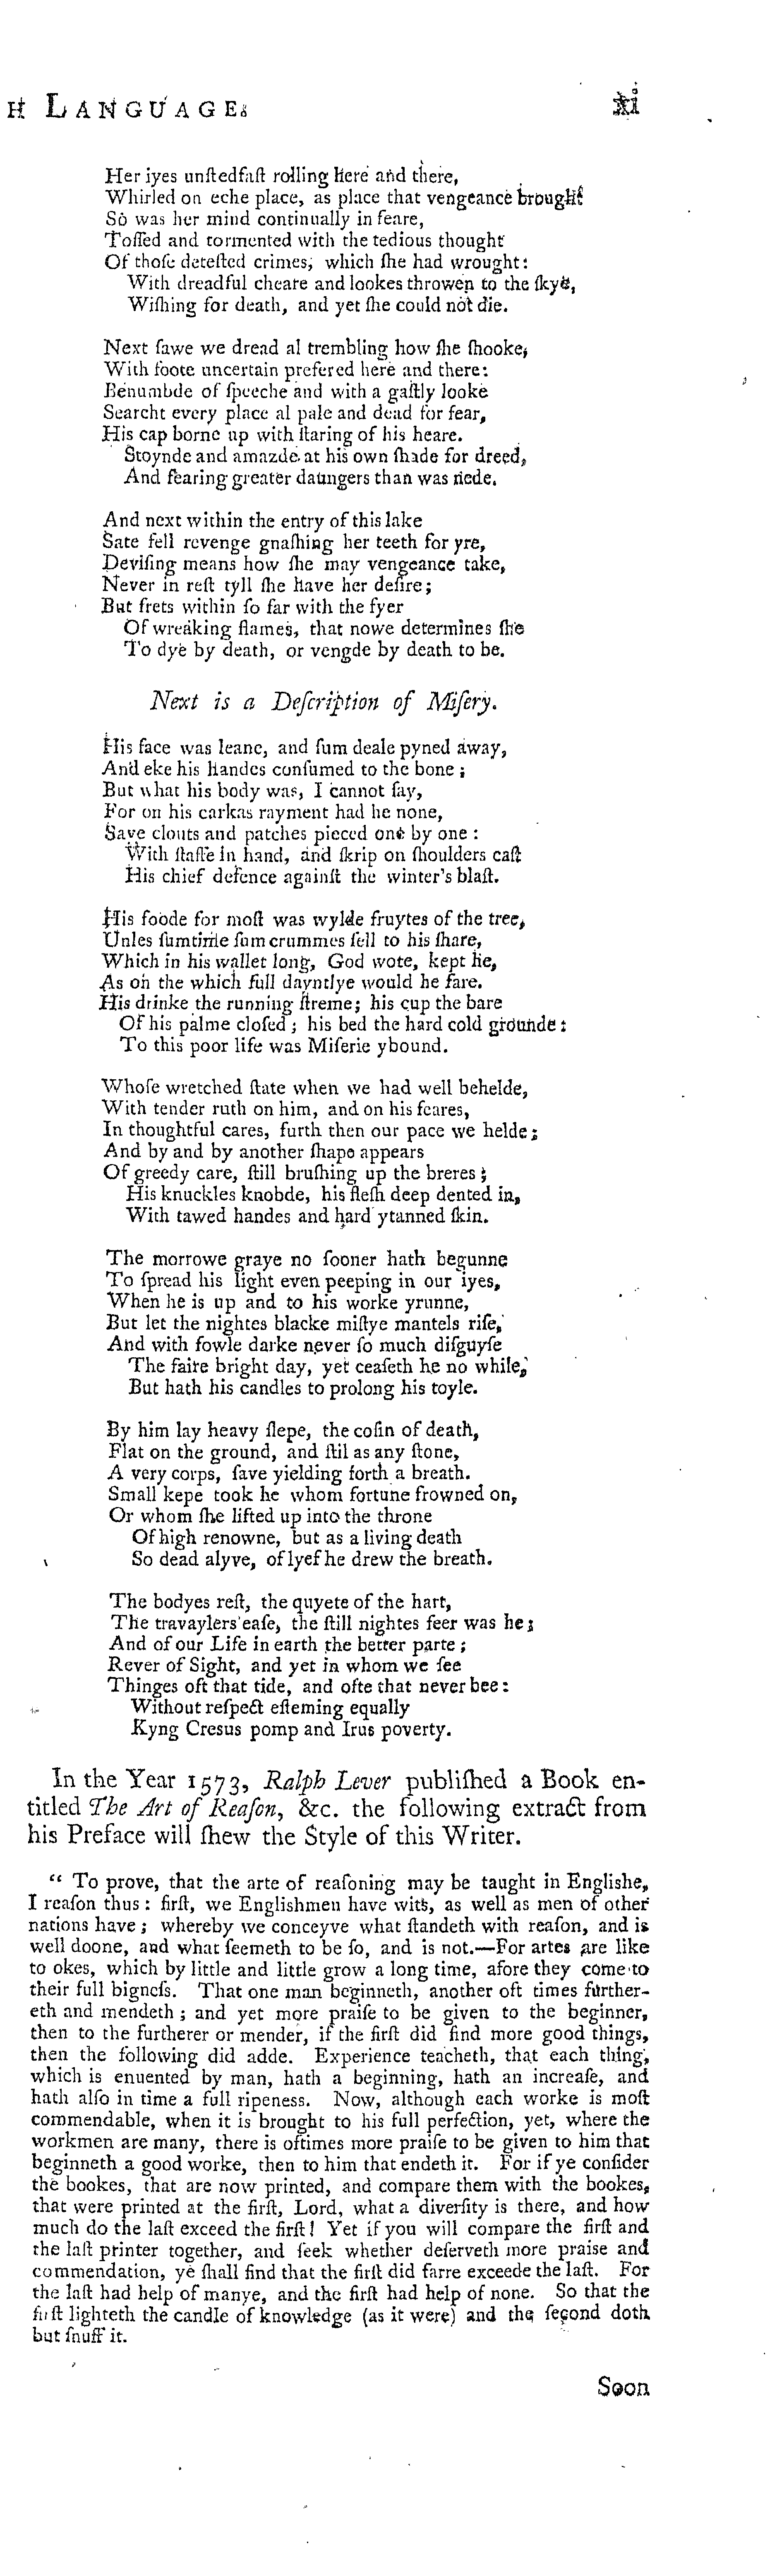 H LANGUAGE. xi
Her iyes unſtedfaſt rolling here and there,
Whirled on eche place, as place that vengeance brought
So was her mind continually in feare,
Toſſed and tormented with the tedious thought
Of thoſe deteſted crimes, which ſhe had wrought:
With dreadful cheare and lookes throwen to the ſkye,
Wiſhing for death, and yet ſhe could not die.
Next ſawe we dread al trembling how ſhe ſhooke,
With foote uncertain prefered here and there:
Benumbde of ſpeeche and with a gaſtly looke
Searcht every place al pale and dead for fear,
His cap borne up with ſtaring of his heare.
Stoynde and amazde at his own ſhade for dreed,
And fearing greater daungers than was nede.
And next within the entry of this lake
Sate fell revenge gnaſhing her teeth for yre,
Deviſing means how ſhe may vengeance take,
Never in reſt tyll ſhe have her deſire;
But frets within ſo far with the fyer
Of wreaking flames, that nowe determines ſhe
To dye by death, or vengde by death to be.
Next is a Deſcription of Miſery.
His face was leane, and ſum deale pyned away,
And eke his handes conſumed to the bone;
But what his body was, I cannot ſay,
For on his carkas rayment had he none,
Save clouts and patches pieced one by one:
With ſtaffe in hand, and ſkrip on ſhoulders caſt
His chief defence againſt the winter's blaſt.
His foode for moſt was wylde fruytes of the tree,
Unles ſumtime ſum crummes fell to his ſhare,
Which in his wallet long, God wote, kept he,
As on the which full dayntlye would he fare.
His drinke the running ſtreme; his cup the bare
Of his palme cloſed; his bed the hard cold grounde:
To this poor life was Miſerie ybound.
Whoſe wretched ſtate when we had well behelde,
With tender ruth on him, and on his feares,
In thoughtful cares, furth then our pace we helde;
And by and by another ſhape appears
Of greedy care, ſtill bruſhing up the breres;
His knuckles knobde, his fleſh deep dented in,
With tawed handes and hard ytanned ſkin.
The morrowe graye no ſooner hath begunne
To ſpread his light even peeping in our iyes,
When he is up and to his worke yrunne,
But let the nightes blacke miſtye mantels riſe,
And with fowle darke never ſo much diſguyſe
The faire bright day, yet ceaſeth he no while,
But hath his candles to prolong his toyle.
By him lay heavy ſlepe, the coſin of death,
Flat on the ground, and ſtil as any ſtone,
A very corps, ſave yielding forth a breath.
Small kepe took he whom fortune frowned on,
Or whom ſhe lifted up into the throne
Of high renowne, but as a living death
So dead alyve, of lyef he drew the breath.
The bodyes reſt, the quyete of the hart,
The travaylers eaſe, the ſtill nightes feer was he;
And of our Life in earth the better parte;
Rever of Sight, and yet in whom we ſee
Thinges oft that tide, and ofte that never bee:
Without reſpect eſteming equally
Kyng Cresus pomp and Irus poverty.
In the Year 1573, Ralph Lever publiſhed a Book en-
titled The Art of Reaſon, &c. the following extract from
his Preface will ſhew the Style of this Writer.
“ To prove, that the arte of reaſoning may be taught in Engliſhe,
I reaſon thus: firſt, we Engliſhmen have wits, as well as men of other
nations have; whereby we conceyve what ſtandeth with reaſon, and is
well doone, and what ſeemeth to be ſo, and is not.—For artes are like
to okes, which by little and little grow a long time, afore they come to
their full bigneſs. That one man beginneth, another oft times further-
eth and mendeth; and yet more praiſe to be given to the beginner,
then to the furtherer or mender, if the firſt did find more good things,
then the following did adde. Experience teacheth, that each thing,
which is enuented by man, hath a beginning, hath an increaſe, and
hath alſo in time a full ripeness. Now, although each worke is moſt
commendable, when it is brought to his full perfection, yet, where the
workmen are many, there is oftimes more praiſe to be given to him that
beginneth a good worke, then to him that endeth it. For if ye conſider
the bookes, that are now printed, and compare them with the bookes,
that were printed at the firſt, Lord, what a diverſity is there, and how
much do the laſt exceed the firſt! Yet if you will compare the firſt and
the laſt printer together, and ſeek whether deſerveth more praise and
commendation, ye ſhall find that the firſt did farre exceede the laſt. For
the laſt had help of manye, and the firſt had help of none. So that the
firſt lighteth the candle of knowledge (as it were) and the ſecond doth
but ſnuff it.
Soon